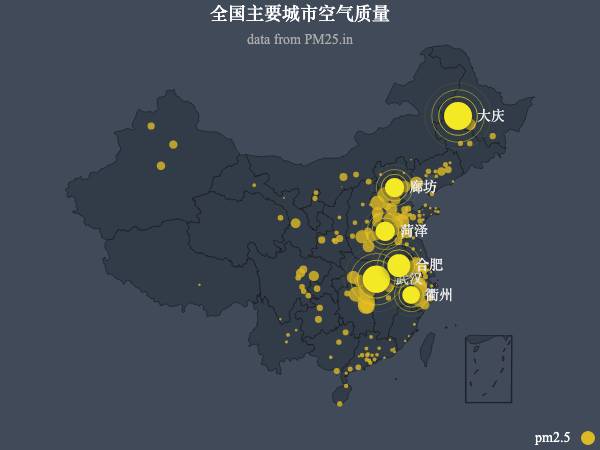 全国主要城市空气质量
data from PM25.in
大庆
廊坊
菏泽
合肥
武汉
衢州
pm2.5